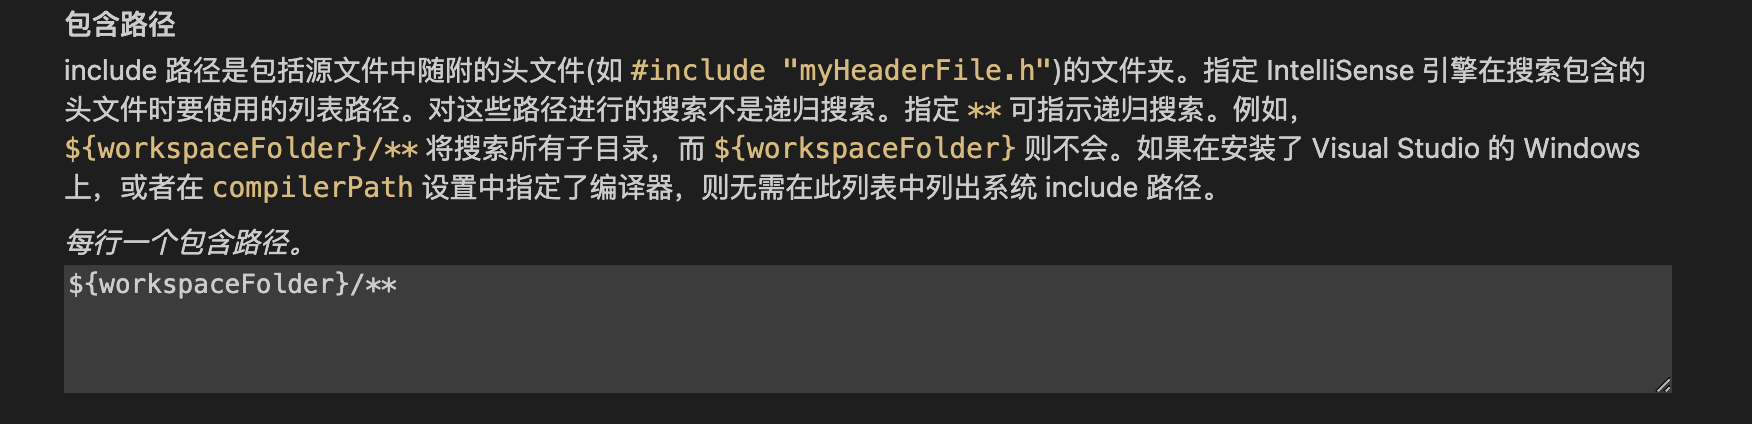 包含路径
include 路径是包括源文件中随附的头文件(如 #include "myHeaderFile.h")的文件夹。指定 IntelliSense 引擎在搜索包含的
头文件时要使用的列表路径。对这些路径进行的搜索不是递归搜索。指定 ** 可指示递归搜索。例如，
${workspaceFolder}/** 将搜索所有子目录，而 ${workspaceFolder} 则不会。如果在安装了 Visual Studio 的 Windows
上，或者在 compilerPath 设置中指定了编译器，则无需在此列表中列出系统 include 路径。
每行一个包含路径。
${workspaceFolder}/**